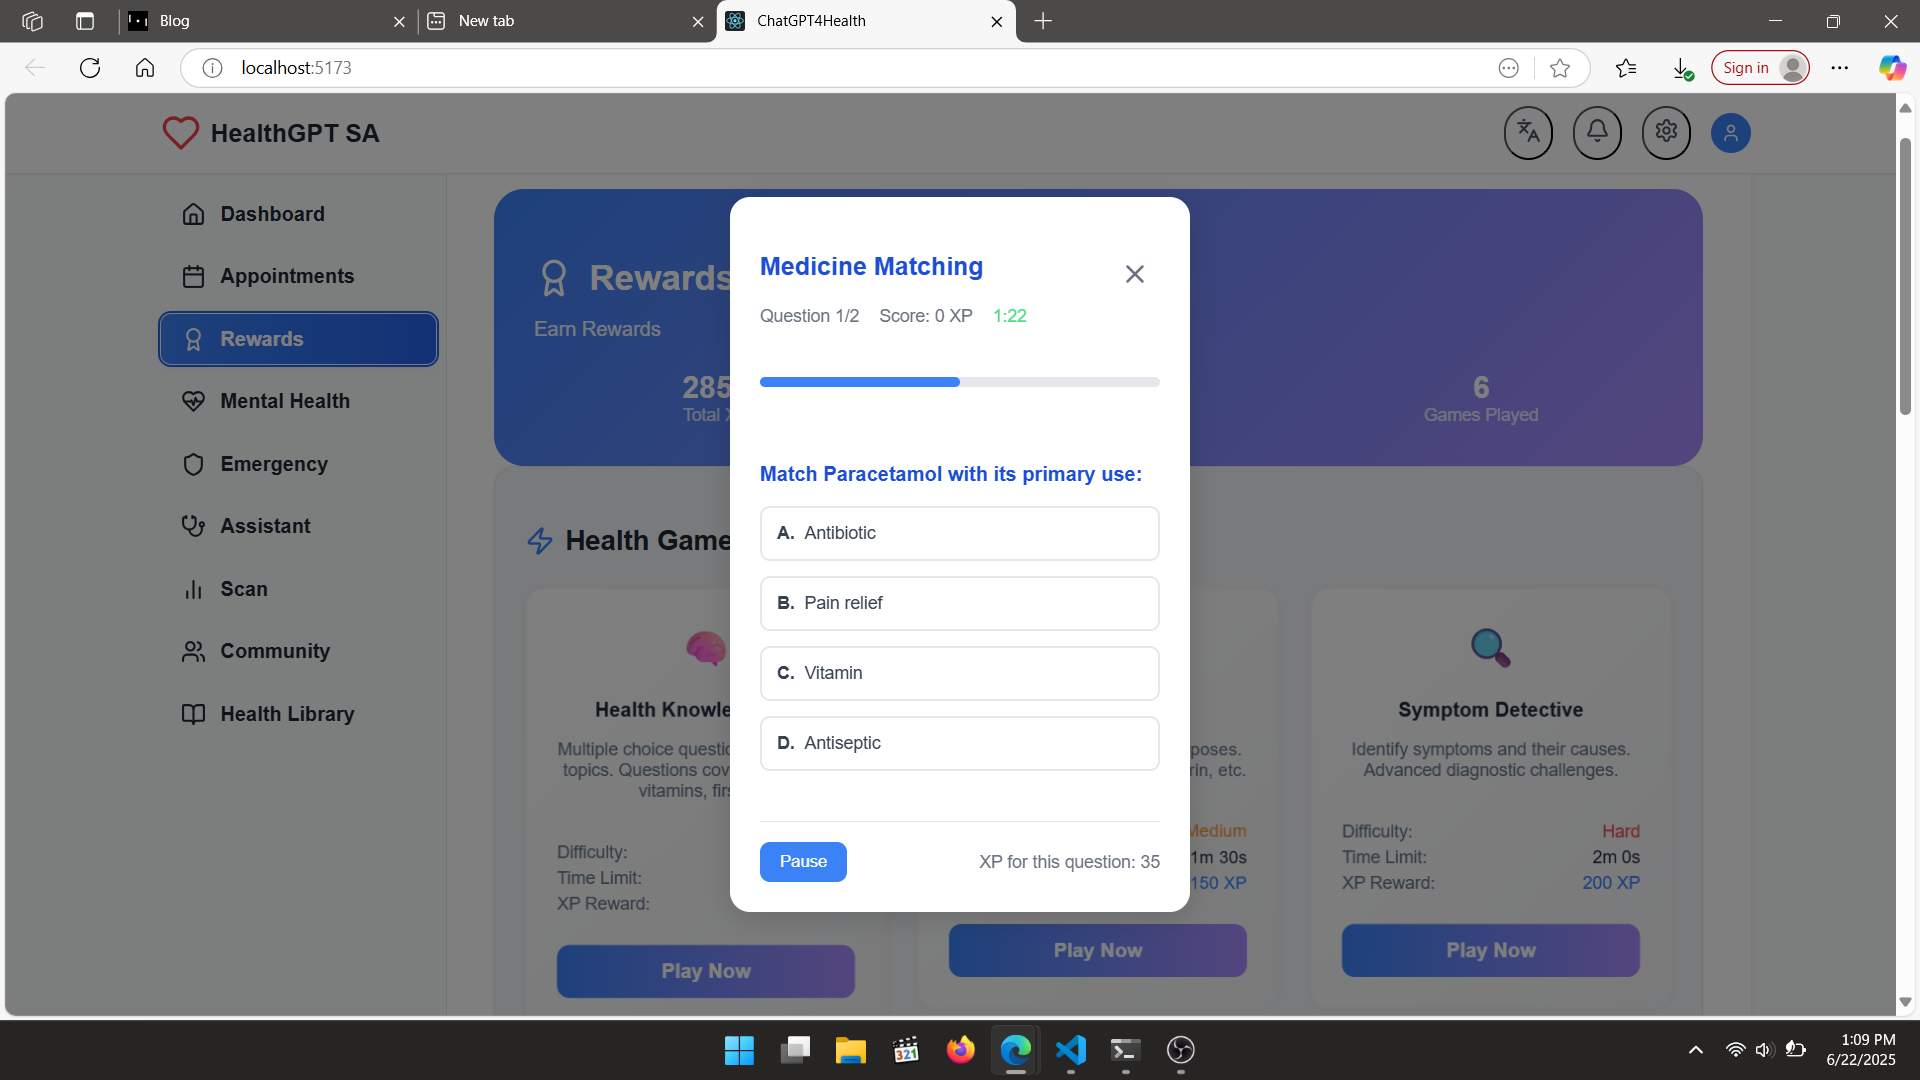 Blog
New tab
ChatGPT4Health
localhost:5173
Sign in
HealthGPT SA
Dashboard
Appointments
Rewards
Mental Health
Emergency
Assistant
Scan
Community
Health Library
Rewards
Earn Rewards
285
Total X
6
Games Played
Health Game
Health Knowle
Multiple choice questio
topics. Questions cov
vitamins, firs
Difficulty:
Time Limit:
XP Reward:
Play Now
poses.
rin, etc.
Medium
1m 30s
150 XP
Play Now
Symptom Detective
Identify symptoms and their causes.
Advanced diagnostic challenges.
Difficulty: Hard
Time Limit: 2m 0s
XP Reward: 200 XP
Play Now
Medicine Matching
Question 1/2 Score: 0 XP 1:22
Match Paracetamol with its primary use:
A. Antibiotic
B. Pain relief
C. Vitamin
D. Antiseptic
Pause
XP for this question: 35
321
1:09 PM
6/22/2025